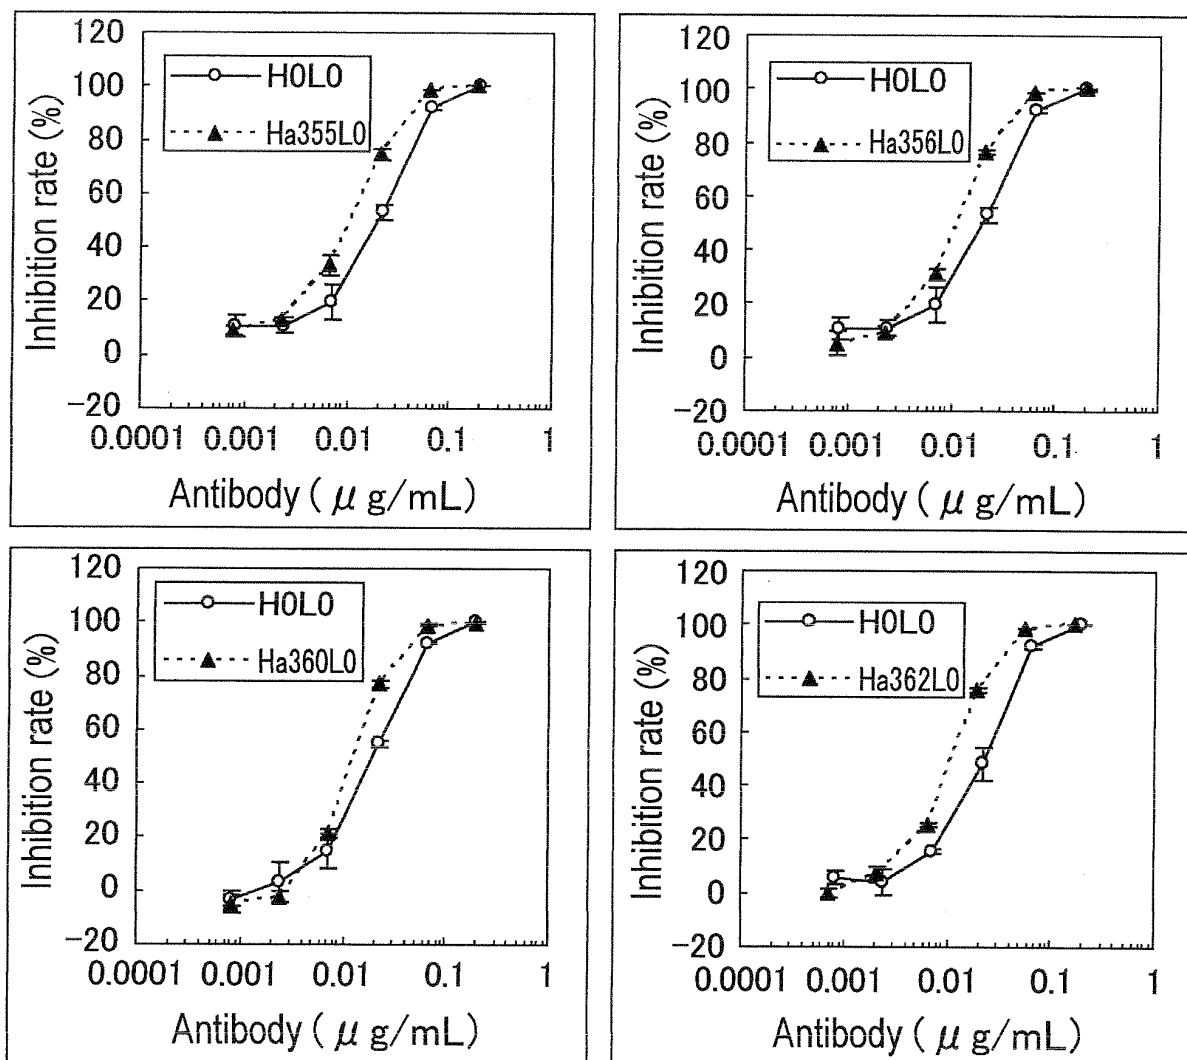 120
100
80
60
40
20
0
-20
Inhibition rate (%)
H0L0
Ha355L0
0.0001 0.001 0.01 0.1 1
Antibody ( μ g/mL)
120
100
80
60
40
20
0
-20
Inhibition rate (%)
H0L0
Ha356L0
0.0001 0.001 0.01 0.1 1
Antibody ( μ g/mL)
120
100
80
60
40
20
0
-20
Inhibition rate (%)
H0L0
Ha360L0
0.0001 0.001 0.01 0.1 1
Antibody ( μ g/mL)
120
100
80
60
40
20
0
-20
Inhibition rate (%)
H0L0
Ha362L0
0.0001 0.001 0.01 0.1 1
Antibody ( μ g/mL)